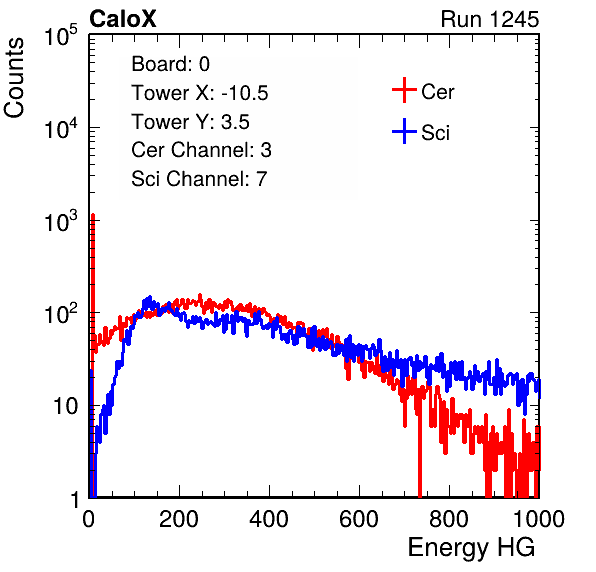 CaloX Run 1245
Counts
Board: 0
Tower X: -10.5
Tower Y: 3.5
Cer Channel: 3
Sci Channel: 7
Cer
Sci
10^5
10^4
10^3
10^2
10
1
0 200 400 600 800 1000
Energy HG